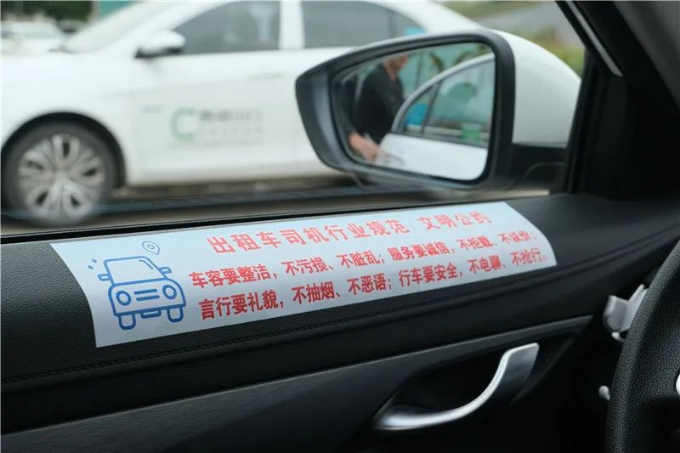 出租车司机行业规范 文明公约
车容要整洁，不污损、不脏乱；服务要诚信，不拒载、不议价、
言行要礼貌，不抽烟、不恶语；行车要安全，不电聊、不抢行。
C